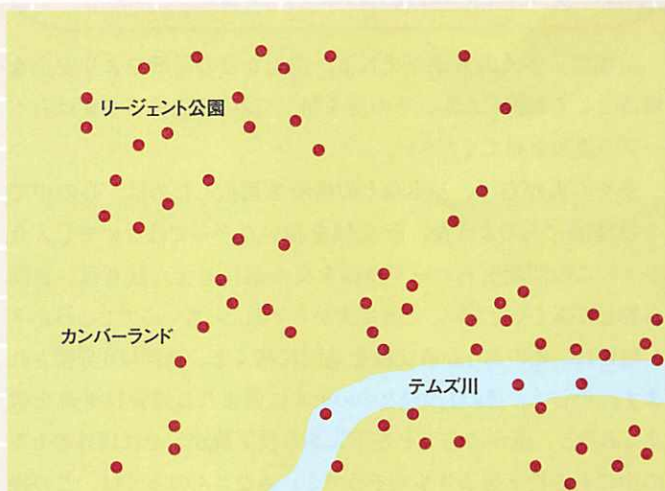 リージェント公園
カンバーランド
テムズ川